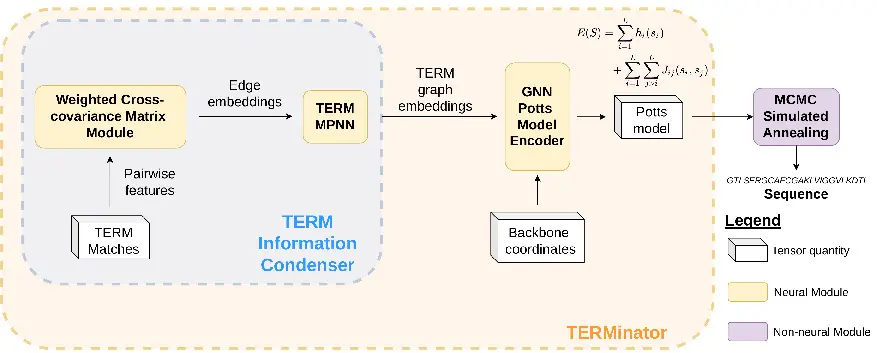 Weighted Cross-
covariance Matrix
Module
Edge
embeddings
TERM
MPNN
TERM
graph
embeddings
GNN
Potts
Model
Encoder
E(S) = \sum_{i=1}^{L} h_i(s_i)
+ \sum_{i=1}^{L} \sum_{j>i}^{L} J_{ij}(s_i, s_j)
Potts
model
MCMC
Simulated
Annealing
Sequence
Pairwise
features
TERM
Matches
TERM
Information
Condenser
Backbone
coordinates
TERMinator
Legend
Tensor quantity
Neural Module
Non-neural Module